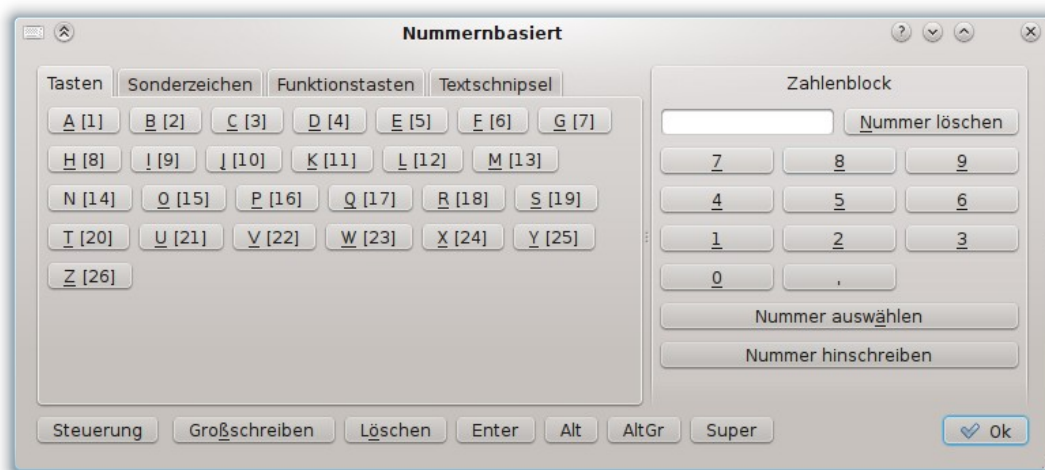 Nummernbasiert
Tasten Sonderzeichen Funktionstasten Textschnipsel
A [1] B [2] C [3] D [4] E [5] F [6] G [7]
H [8] I [9] J [10] K [11] L [12] M [13]
N [14] O [15] P [16] Q [17] R [18] S [19]
T [20] U [21] V [22] W [23] X [24] Y [25]
Z [26]
Zahlenblock
Nummer löschen
7 8 9
4 5 6
1 2 3
0 ,
Nummer auswählen
Nummer hinschreiben
Steuerung Großschreiben Löschen Enter Alt AltGr Super Ok